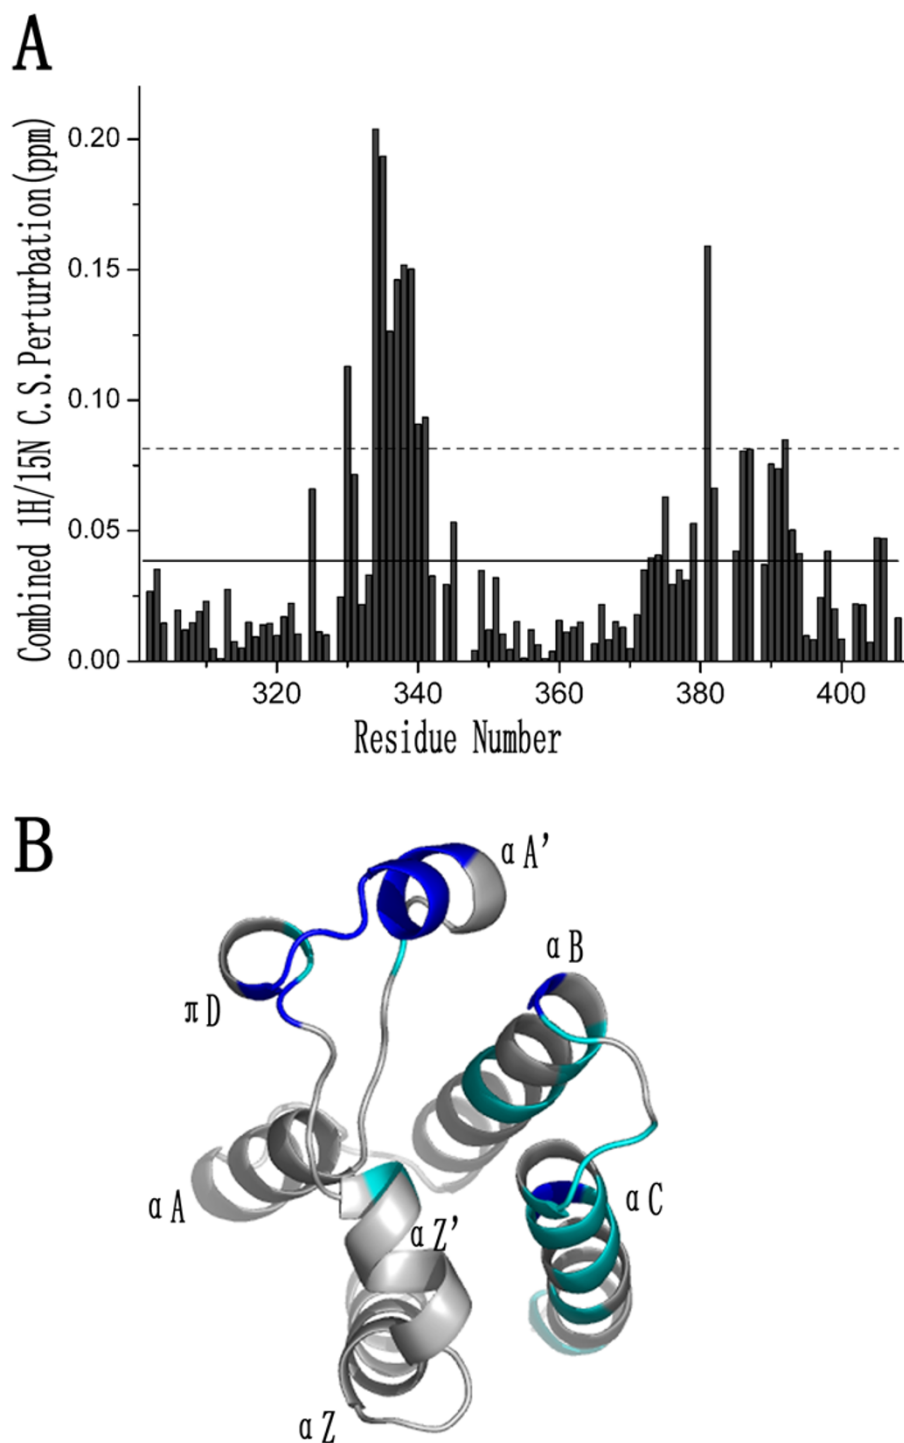 A
Combined 1H/15N C.S.Perturbation(ppm)
0.20
0.15
0.10
0.05
0.00
320
340
360
380
400
Residue Number
B
αA'
αB
πD
αA
αZ'
αC
αZ